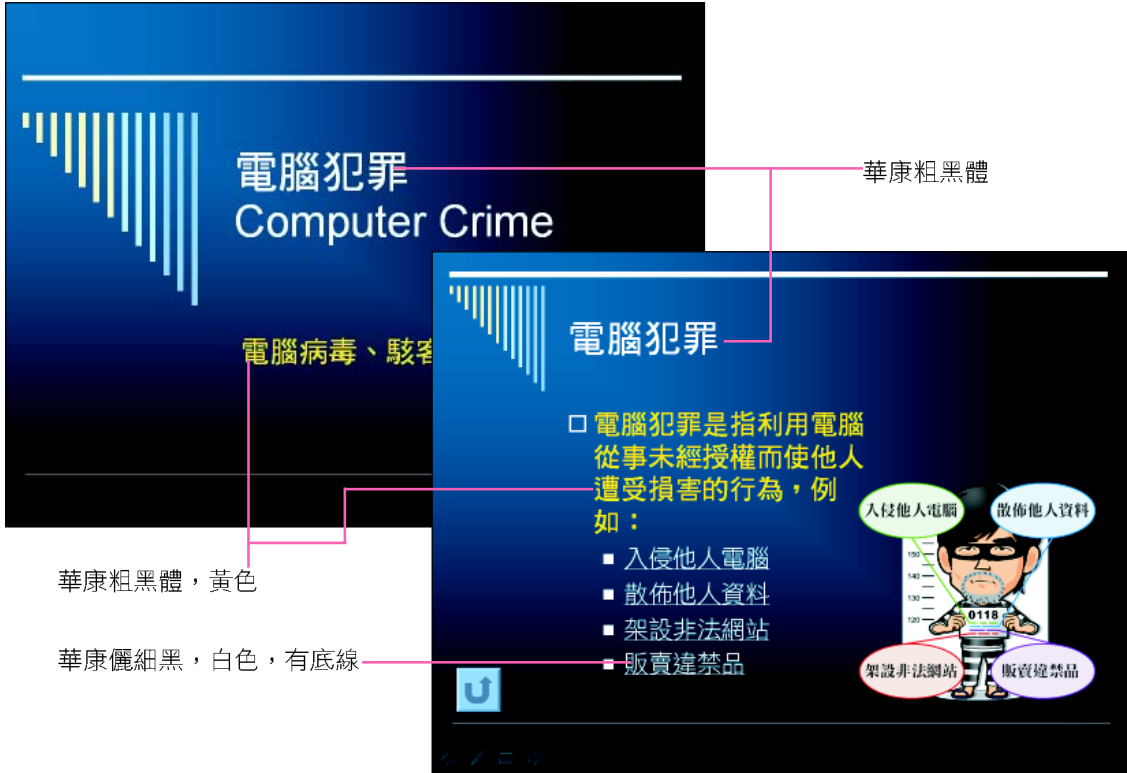 電腦犯罪
Computer Crime
電腦病毒、駭客
華康粗黑體
電腦犯罪
電腦犯罪是指利用電腦
從事未經授權而使他人
遭受損害的行為,例
如:
入侵他人電腦
散佈他人資料
架設非法網站
販賣違禁品
入侵他人電腦
散佈他人資料
150
140
130
120
0118
架設非法網站
販賣違禁品
華康粗黑體,黃色
華康儷細黑,白色,有底線